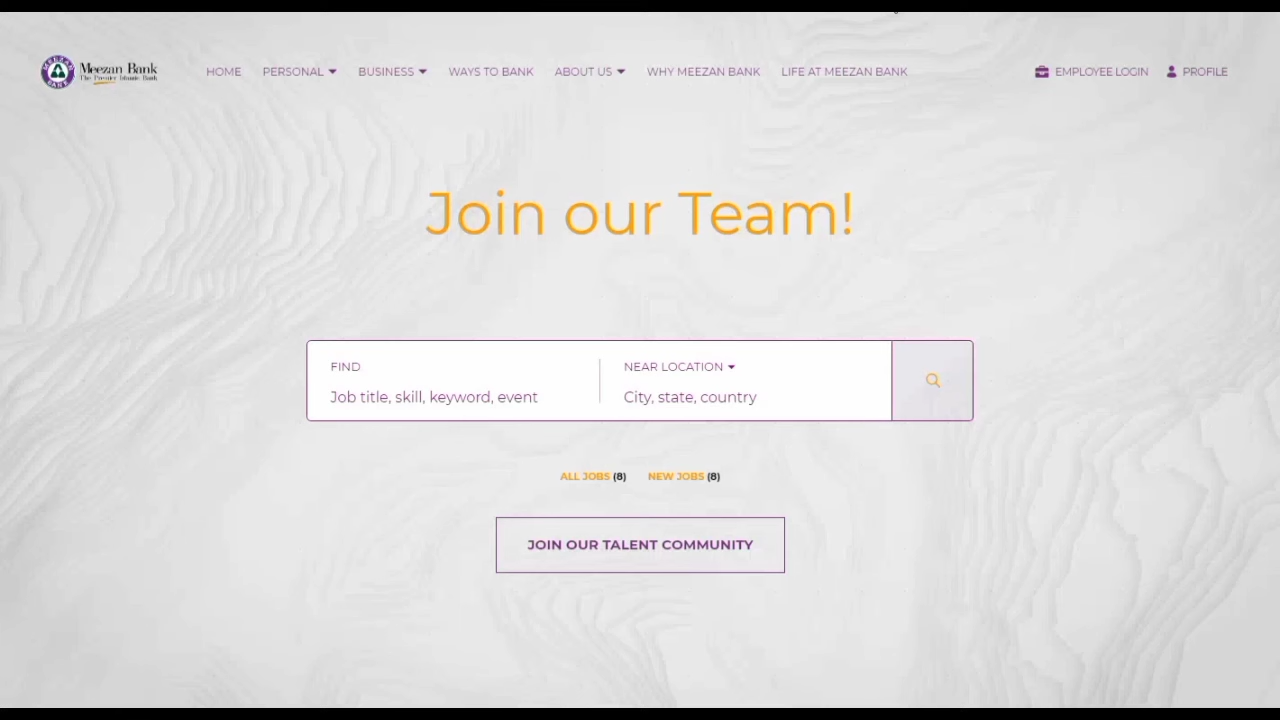 MEEZAN BANK
Meezan Bank
The Premier Islamic Bank
HOME PERSONAL BUSINESS WAYS TO BANK ABOUT US WHY MEEZAN BANK LIFE AT MEEZAN BANK EMPLOYEE LOGIN PROFILE
Join our Team!
FIND NEAR LOCATION
Job title, skill, keyword, event City, state, country
ALL JOBS (8) NEW JOBS (8)
JOIN OUR TALENT COMMUNITY